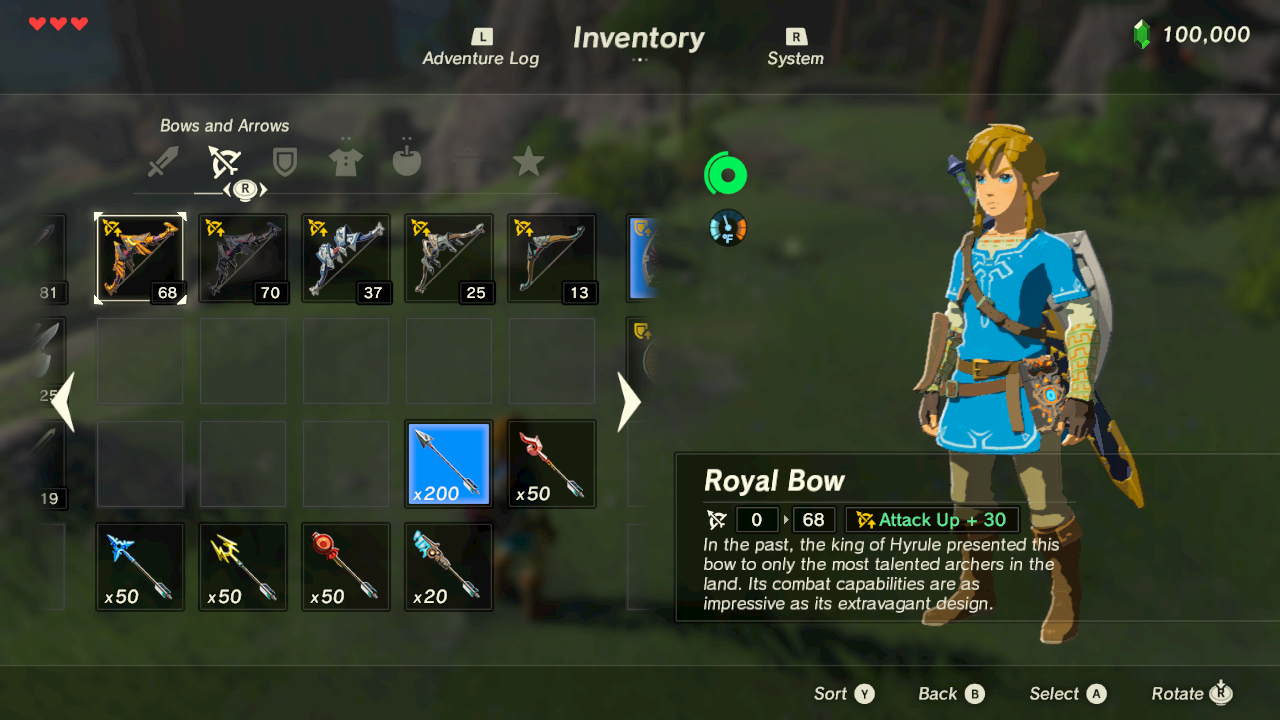 L
Adventure Log
Inventory
R
System
100,000
Bows and Arrows
R
81
68
70
37
25
13
25
19
x200
x50
x50
x50
x50
x20
°F
Royal Bow
0 68 Attack Up + 30
In the past, the king of Hyrule presented this
bow to only the most talented archers in the
land. Its combat capabilities are as
impressive as its extravagant design.
Sort Y Back B Select A Rotate R